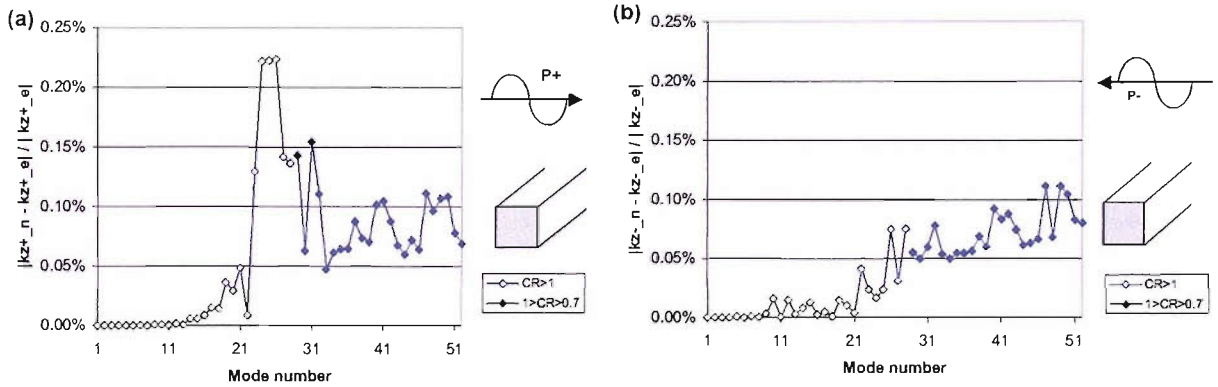 (a)
|kz+_n - kz+_e| / |kz+_e|
0.25%
0.20%
0.15%
0.10%
0.05%
0.00%
1 11 21 31 41 51
Mode number
P+
CR>1
1>CR>0.7
(b)
|kz-_n - kz-_e| / |kz-_e|
0.25%
0.20%
0.15%
0.10%
0.05%
0.00%
1 11 21 31 41 51
Mode number
P-
CR>1
1>CR>0.7